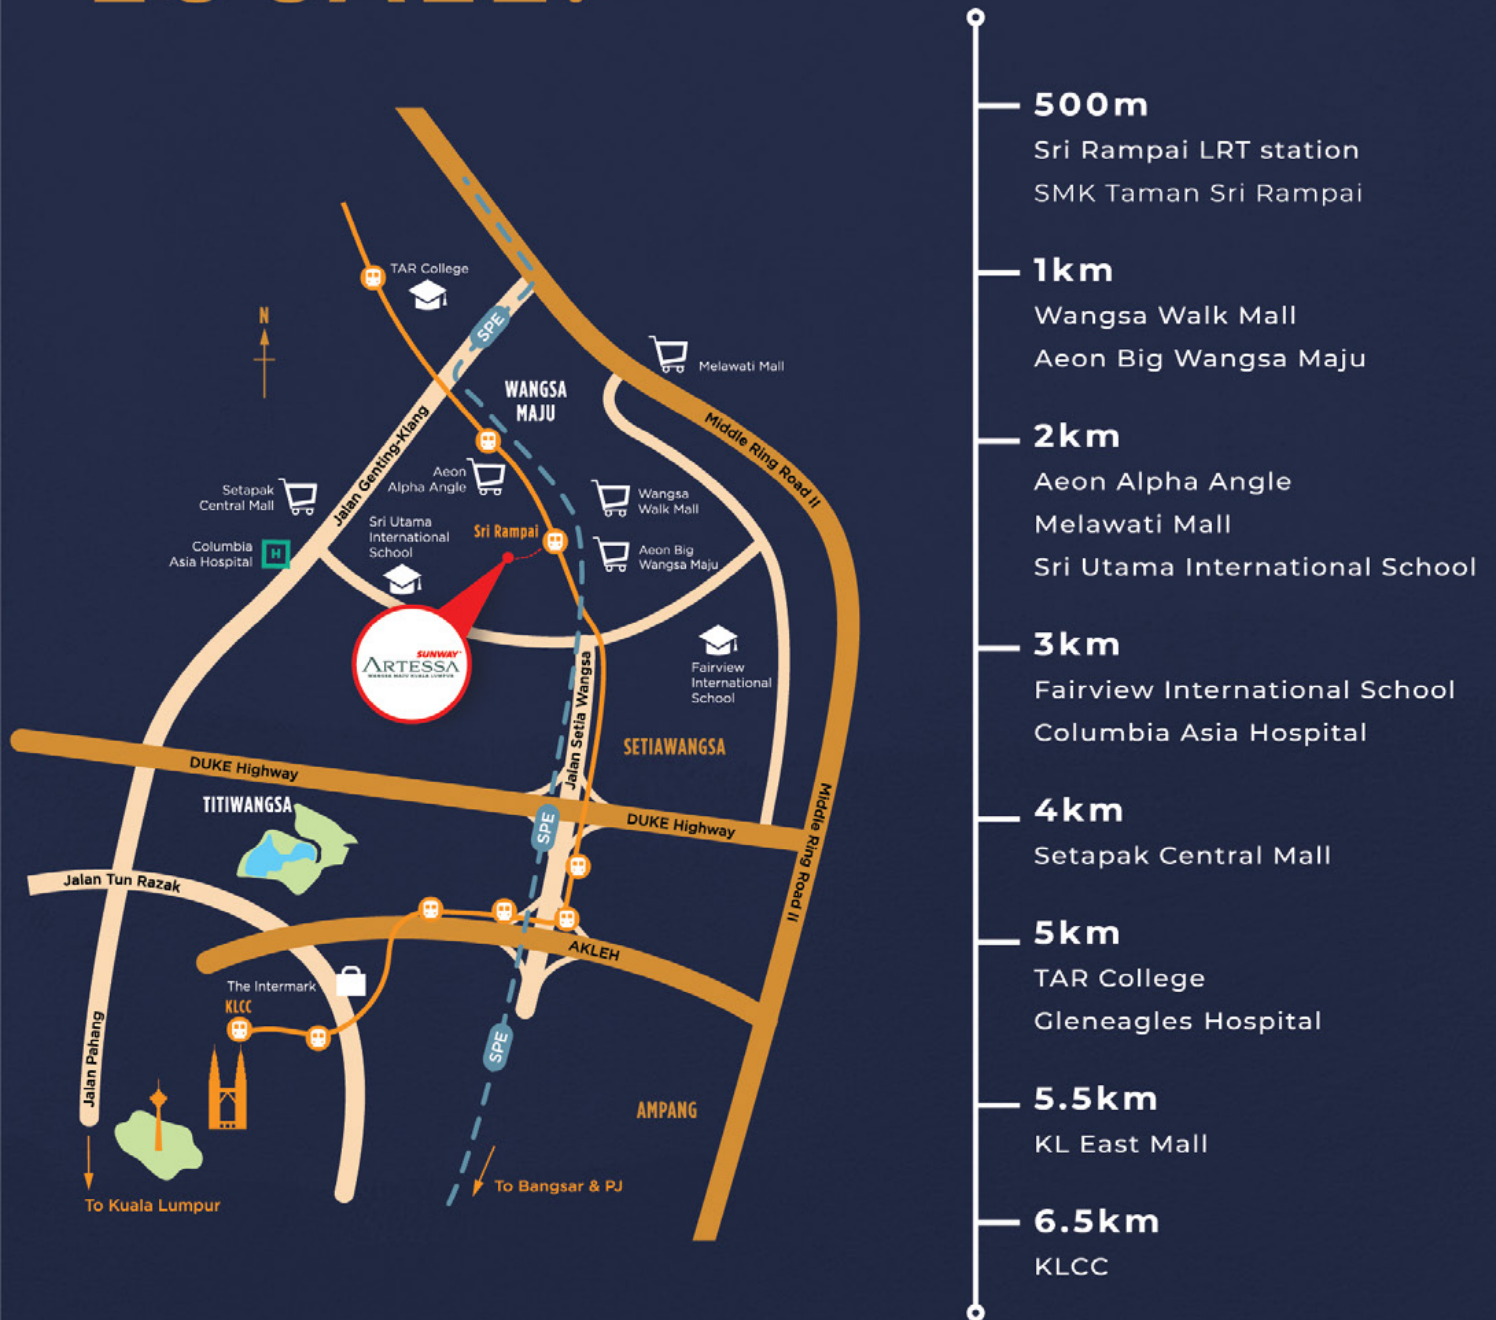 TAR College
N
SPE
Melawati Mall
WANGSA
MAJU
Middle Ring Road II
Jalan Genting-Klang
Aeon
Alpha Angle
Setapak
Central Mall
Wangsa
Walk Mall
Sri Utama
International
School
Sri Rampai
Columbia
Asia Hospital
H
Aeon Big
Wangsa Maju
SUNWAY
ARTESSA
WANGSA MAJU KUALA LUMPUR
Fairview
International
School
Jalan Setia Wangsa
SETIAWANGSA
DUKE Highway
TITIWANGSA
SPE
DUKE Highway
Middle Ring Road II
Jalan Tun Razak
AKLEH
The Intermark
KLCC
Jalan Pahang
SPE
AMPANG
To Bangsar & PJ
To Kuala Lumpur
500m
Sri Rampai LRT station
SMK Taman Sri Rampai
1km
Wangsa Walk Mall
Aeon Big Wangsa Maju
2km
Aeon Alpha Angle
Melawati Mall
Sri Utama International School
3km
Fairview International School
Columbia Asia Hospital
4km
Setapak Central Mall
5km
TAR College
Gleneagles Hospital
5.5km
KL East Mall
6.5km
KLCC